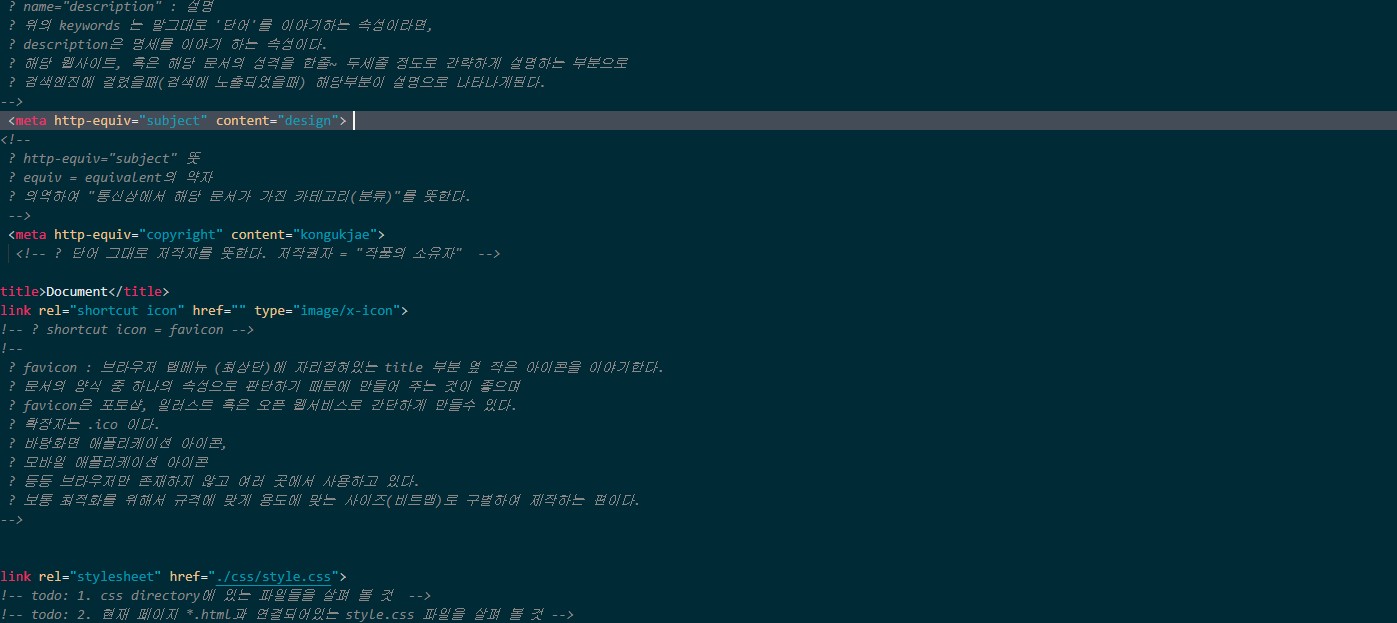 ? name="description" : 설명
? 위의 keywords 는 말그대로 '단어'를 이야기하는 속성이라면,
? description은 명세를 이야기 하는 속성이다.
? 해당 웹사이트, 혹은 해당 문서의 성격을 한줄~ 두세줄 정도로 간략하게 설명하는 부분으로
? 검색엔진에 걸렸을때(검색에 노출되었을때) 해당부분이 설명으로 나타나게된다.
-->
<meta http-equiv="subject" content="design">
<!--
? http-equiv="subject" 뜻
? equiv = equivalent의 약자
? 의역하여 "통신상에서 해당 문서가 가진 카테고리(분류)"를 뜻한다.
-->
<meta http-equiv="copyright" content="kongukjae">
<!-- ? 단어 그대로 저작자를 뜻한다. 저작권자 = "작품의 소유자" -->
title>Document</title>
link rel="shortcut icon" href="" type="image/x-icon">
!-- ? shortcut icon = favicon -->
!--
? favicon : 브라우저 탭메뉴 (최상단)에 자리잡혀있는 title 부분 옆 작은 아이콘을 이야기한다.
? 문서의 양식 중 하나의 속성으로 판단하기 때문에 만들어 주는 것이 좋으며
? favicon은 포토샵, 일러스트 혹은 오픈 웹서비스로 간단하게 만들수 있다.
? 확장자는 .ico 이다.
? 바탕화면 애플리케이션 아이콘,
? 모바일 애플리케이션 아이콘
? 등등 브라우저만 존재하지 않고 여러 곳에서 사용하고 있다.
? 보통 최적화를 위해서 규격에 맞게 용도에 맞는 사이즈(비트맵)로 구별하여 제작하는 편이다.
-->
link rel="stylesheet" href="./css/style.css">
!-- todo: 1. css directory에 있는 파일들을 살펴 볼 것 -->
!-- todo: 2. 현재 페이지 *.html과 연결되어있는 style.css 파일을 살펴 볼 것 -->